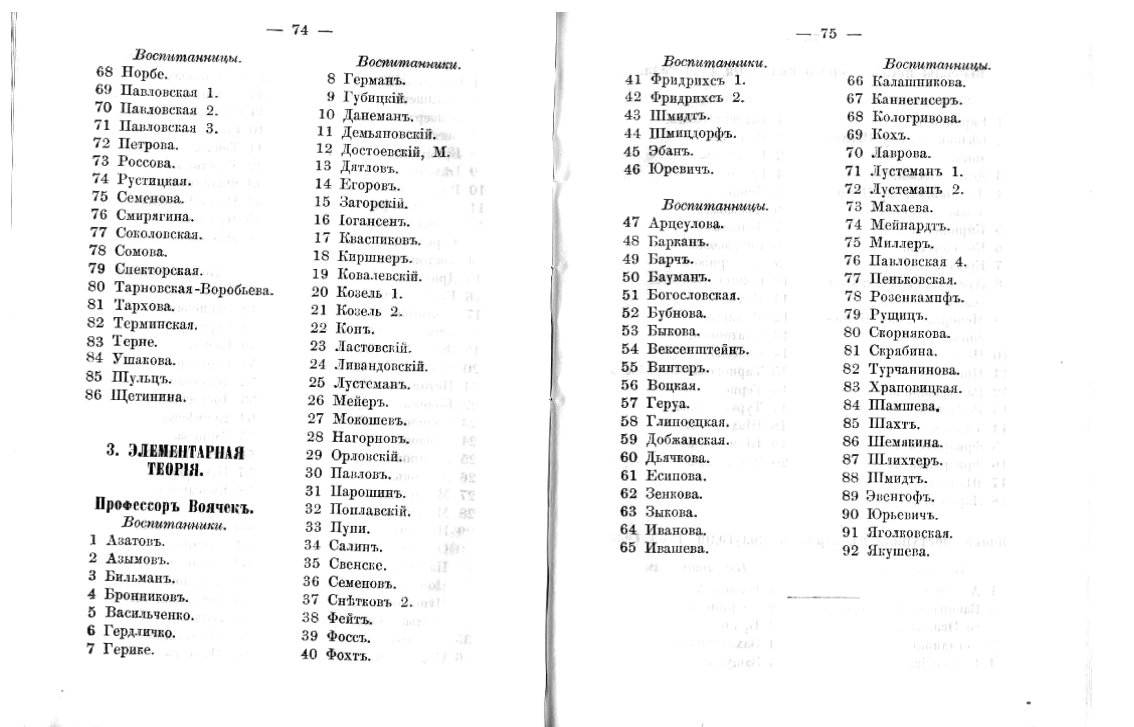 — 74 —
Воспитанницы.
68 Норбе.
69 Павловская 1.
70 Павловская 2.
71 Павловская 3.
72 Петрова.
73 Россова.
74 Рустицкая.
75 Семенова.
76 Смирягина.
77 Соколовская.
78 Сомова.
79 Спекторская.
80 Тарновская-Воробьева.
81 Тархова.
82 Терминская.
83 Терне.
84 Ушакова.
85 Шульцъ.
86 Щетинина.
3. ЭЛЕМЕНТАРНАЯ
ТЕОРІЯ.
Профессоръ Воячекъ.
Воспитанники.
1 Азатовъ.
2 Азымовъ.
3 Бильманъ.
4 Бронниковъ.
5 Васильченко.
6 Гердличко.
7 Герике.
Воспитанники.
8 Германъ.
9 Губицкій.
10 Данеманъ.
11 Демьяновскій.
12 Достоевскій, М.
13 Дятловъ.
14 Егоровъ.
15 Загорскій.
16 Іогансенъ.
17 Квасниковъ.
18 Киршнеръ.
19 Ковалевскій.
20 Козель 1.
21 Козель 2.
22 Копъ.
23 Ластовскій.
24 Ливандовскій.
25 Лустеманъ.
26 Мейеръ.
27 Мокошевъ.
28 Нагорновъ.
29 Орловскій.
30 Павловъ.
31 Парошинъ.
32 Поплавскій.
33 Пупи.
34 Салинъ.
35 Свенске.
36 Семеновъ.
37 Снѣтковъ 2.
38 Фейтъ.
39 Фоссъ.
40 Фохтъ.
— 75 —
Воспитанники.
41 Фридрихсъ 1.
42 Фридрихсъ 2.
43 Шмидтъ.
44 Шмицдорфъ.
45 Эбанъ.
46 Юревичъ.
Воспитанницы.
47 Арцеулова.
48 Барканъ.
49 Барчъ.
50 Бауманъ.
51 Богословская.
52 Бубнова.
53 Быкова.
54 Вексенштейнъ.
55 Винтеръ.
56 Воцкая.
57 Геруа.
58 Глипоецкая.
59 Добжанская.
60 Дьячкова.
61 Есипова.
62 Зенкова.
63 Зыкова.
64 Иванова.
65 Ивашева.
Воспитанницы.
66 Калашникова.
67 Каннегисеръ.
68 Кологривова.
69 Кохъ.
70 Лаврова.
71 Лустеманъ 1.
72 Лустеманъ 2.
73 Махаева.
74 Мейнардтъ.
75 Миллеръ.
76 Павловская 4.
77 Пеньковская.
78 Розенкампфъ.
79 Рущицъ.
80 Скорнякова.
81 Скрябина.
82 Турчанинова.
83 Храповицкая.
84 Шамшева.
85 Шахтъ.
86 Шемякина.
87 Шлихтеръ.
88 Шмидтъ.
89 Эвенгофъ.
90 Юрьевичъ.
91 Яголковская.
92 Якушева.